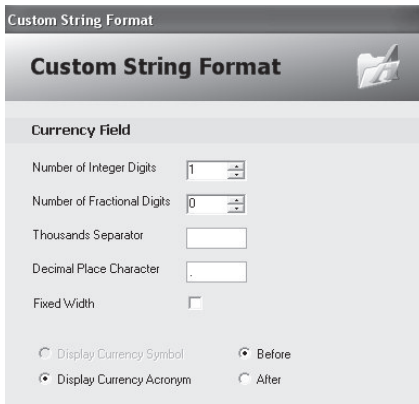 Custom String Format
Custom String Format
Currency Field
Number of Integer Digits 1
Number of Fractional Digits 0
Thousands Separator
Decimal Place Character .
Fixed Width
Display Currency Symbol Before
Display Currency Acronym After